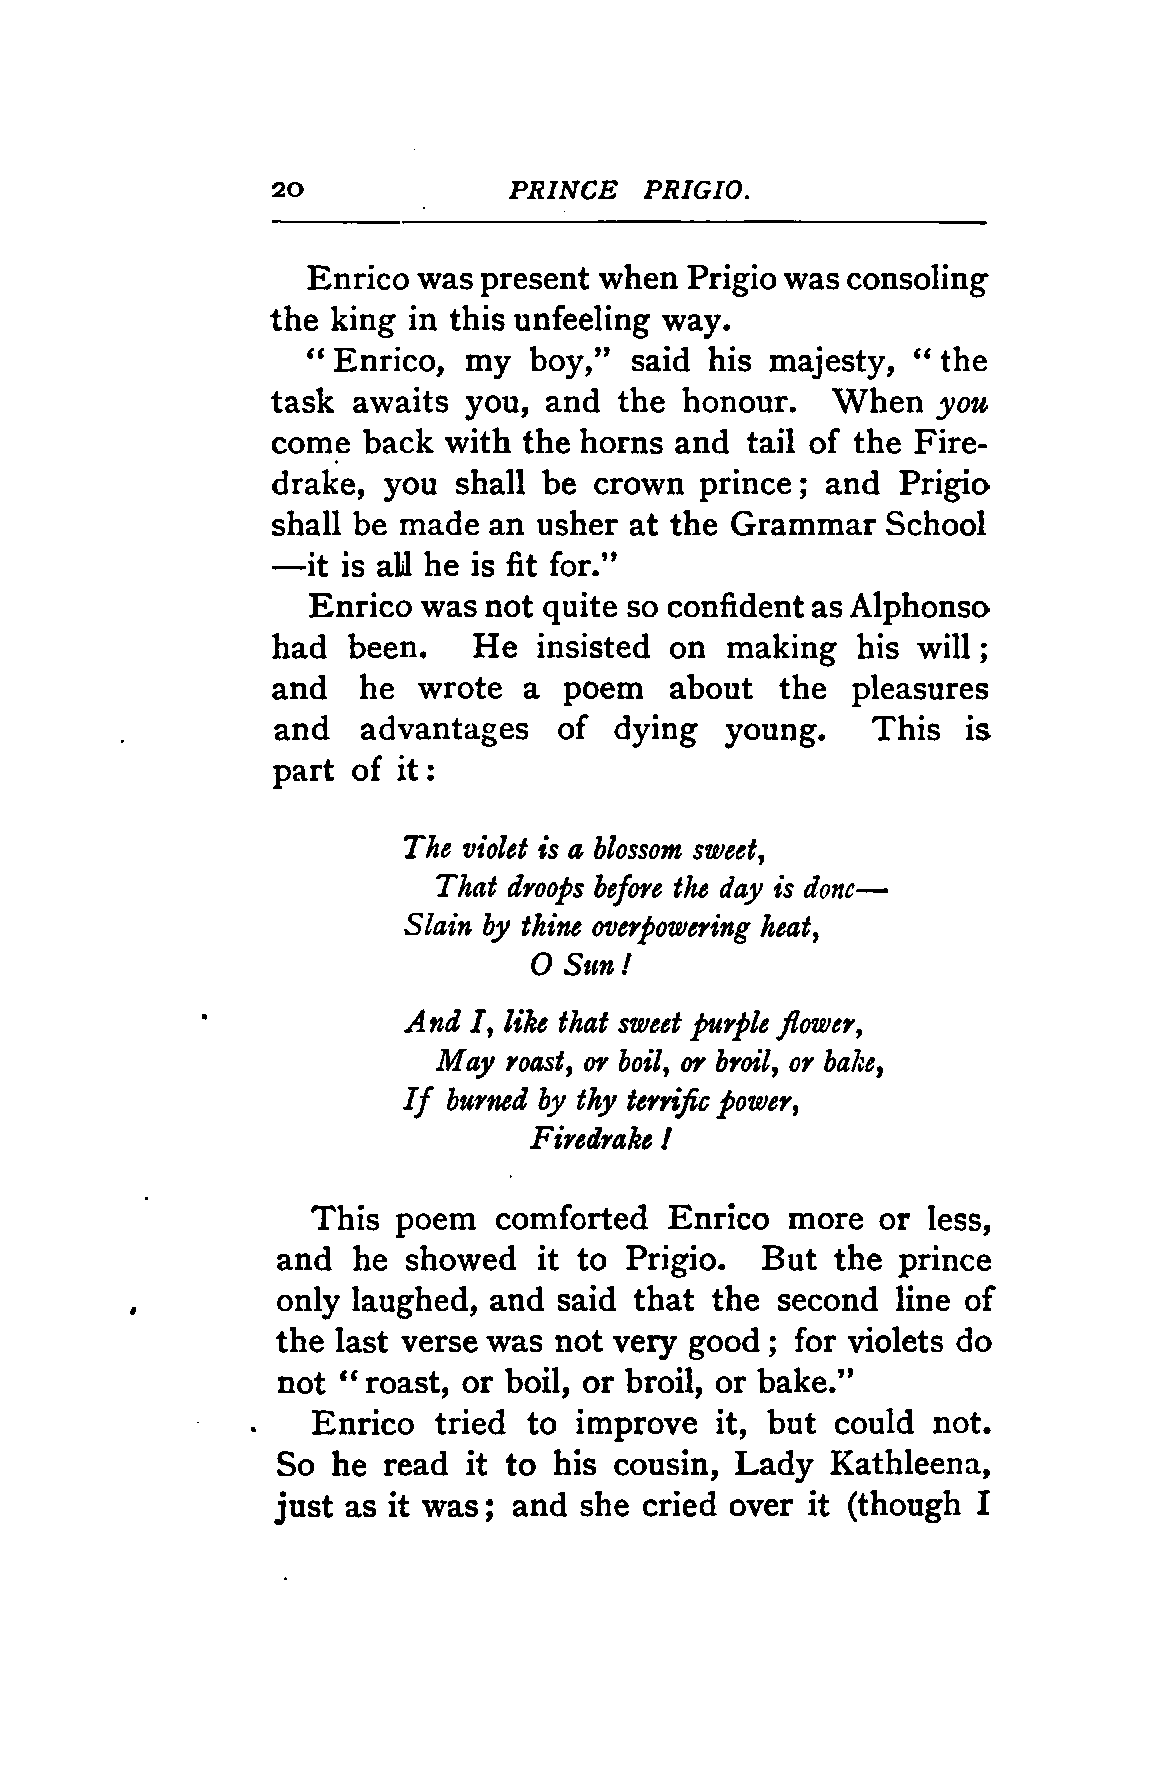 20 PRINCE PRIGIO.
Enrico was present when Prigio was consoling
the king in this unfeeling way.
" Enrico, my boy," said his majesty, " the
task awaits you, and the honour. When you
come back with the horns and tail of the Fire-
drake, you shall be crown prince; and Prigio
shall be made an usher at the Grammar School
—it is all he is fit for."
Enrico was not quite so confident as Alphonso
had been. He insisted on making his will;
and he wrote a poem about the pleasures
and advantages of dying young. This is
part of it:
The violet is a blossom sweet,
That droops before the day is done—
Slain by thine overpowering heat,
O Sun!
And I, like that sweet purple flower,
May roast, or boil, or broil, or bake,
If burned by thy terrific power,
Firedrake!
This poem comforted Enrico more or less,
and he showed it to Prigio. But the prince
only laughed, and said that the second line of
the last verse was not very good; for violets do
not " roast, or boil, or broil, or bake."
Enrico tried to improve it, but could not.
So he read it to his cousin, Lady Kathleena,
just as it was; and she cried over it (though I